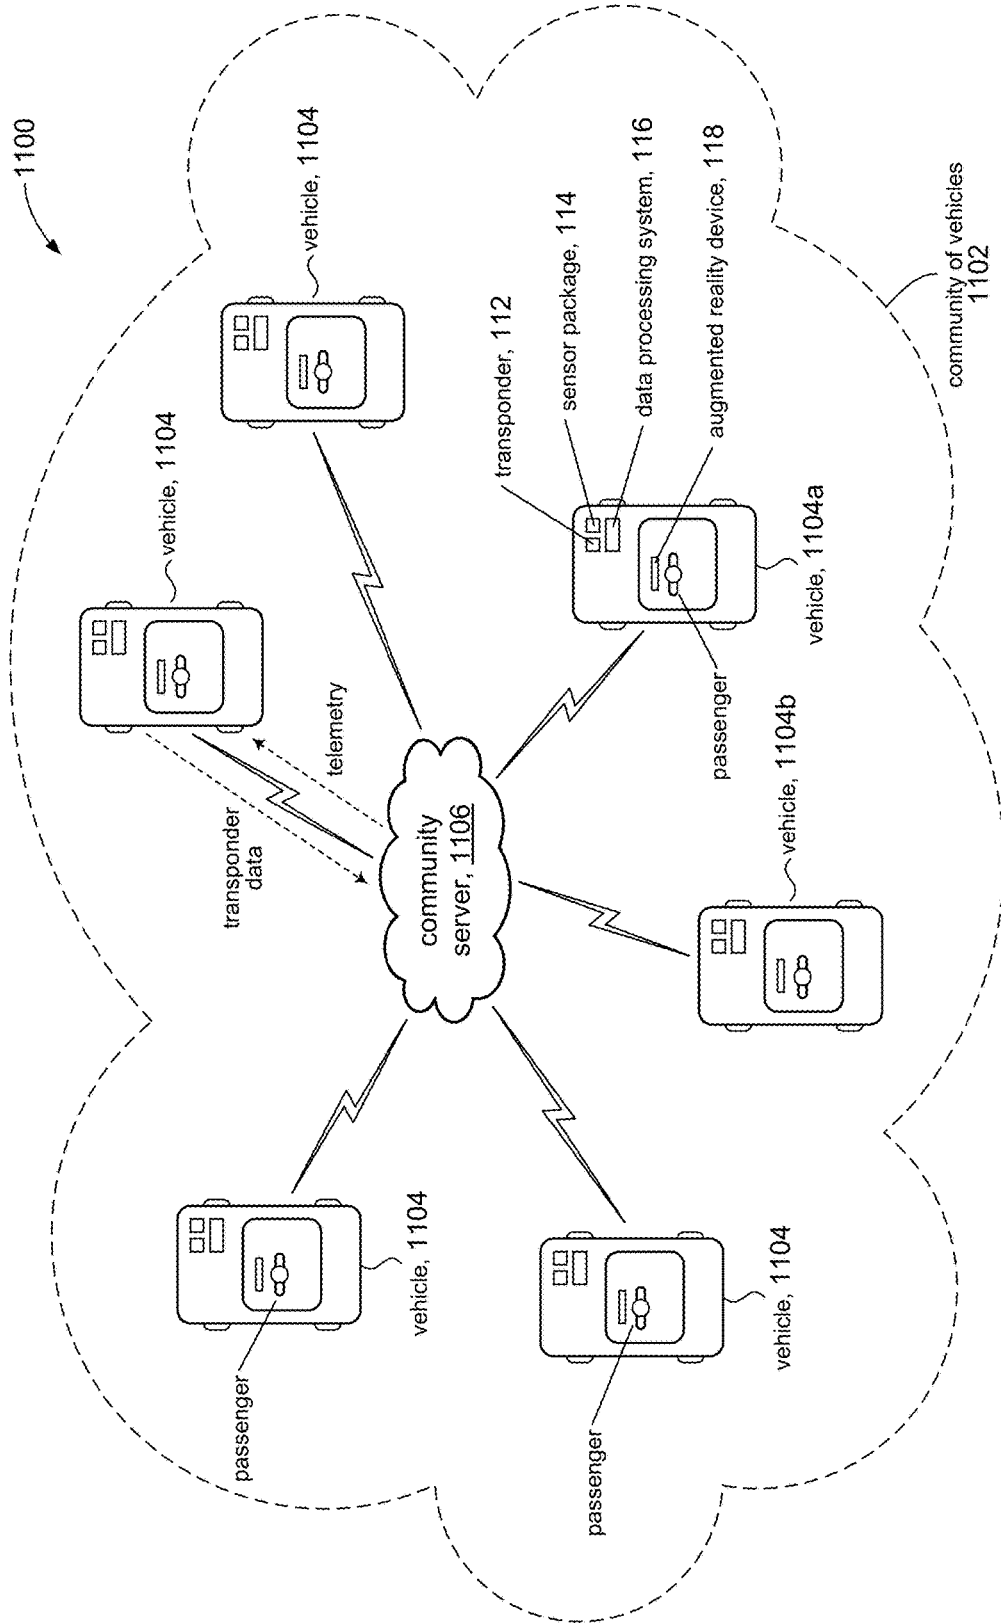 1100
vehicle, 1104
transponder
data
passenger
vehicle, 1104
telemetry
vehicle, 1104
community
server, 1106
transponder, 112
sensor package, 114
passenger
data processing system, 116
augmented reality device, 118
passenger
vehicle, 1104
vehicle, 1104b
vehicle, 1104a
community of vehicles
1102